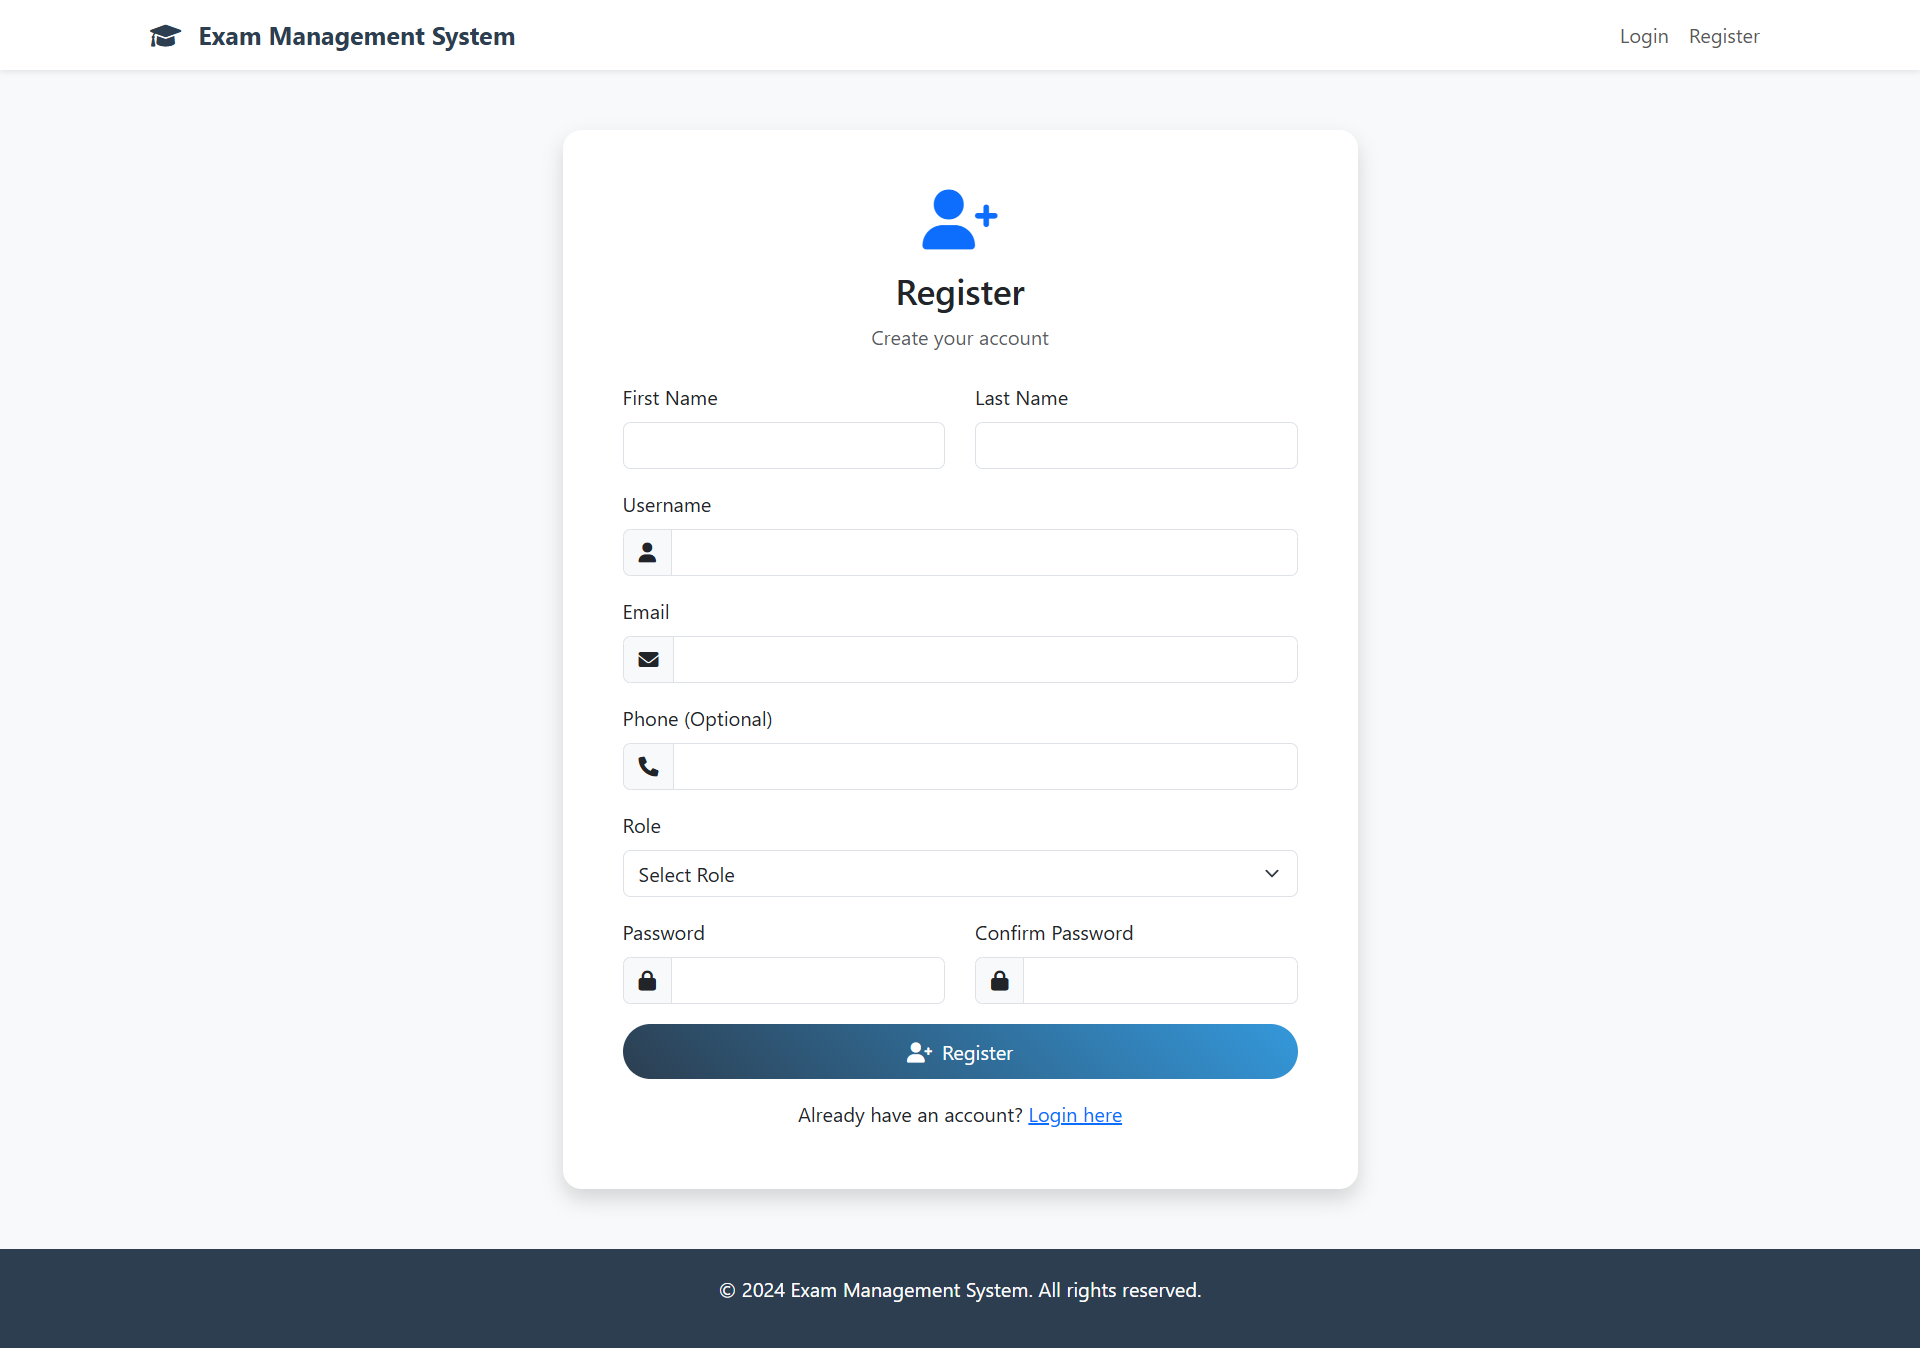 Exam Management System
Login Register
Register
Create your account
First Name Last Name
Username
Email
Phone (Optional)
Role
Select Role
Password Confirm Password
Register
Already have an account? Login here
© 2024 Exam Management System. All rights reserved.